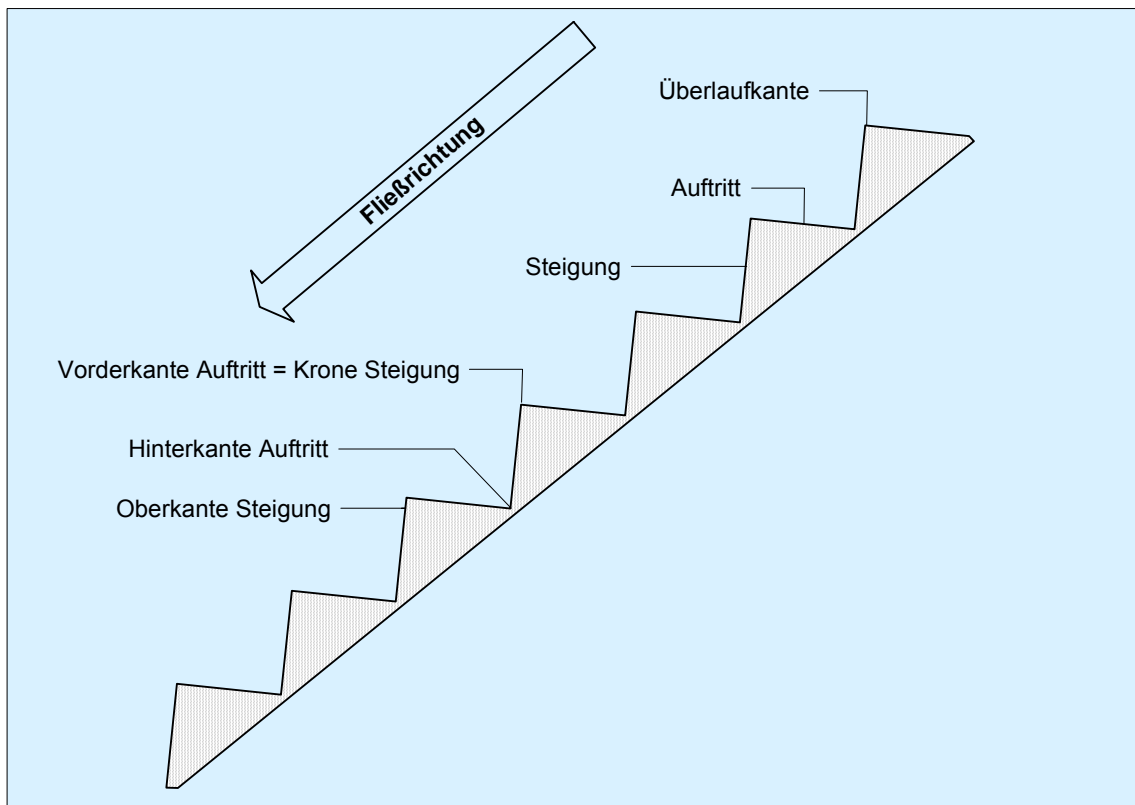 Überlaufkante
Fließrichtung
Auftritt
Steigung
Vorderkante Auftritt = Krone Steigung
Hinterkante Auftritt
Oberkante Steigung